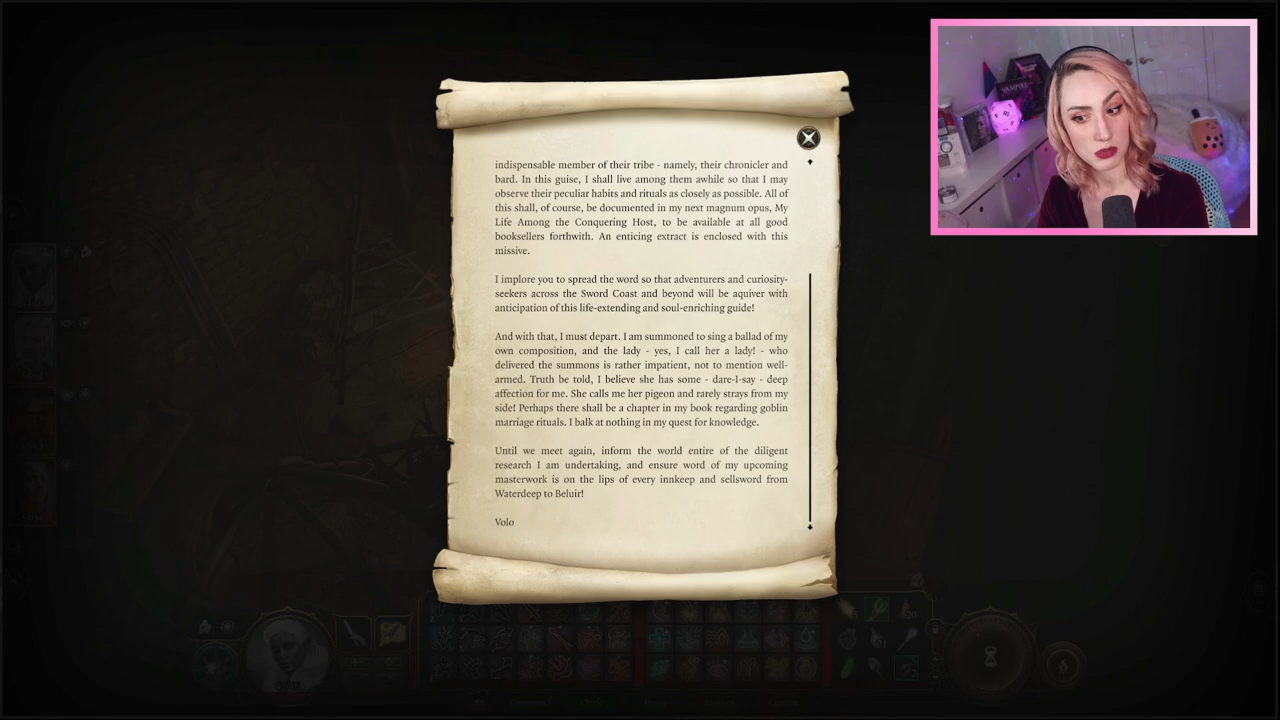 VAMPIRE
indispensable member of their tribe - namely, their chronicler and
bard. In this guise, I shall live among them awhile so that I may
observe their peculiar habits and rituals as closely as possible. All of
this shall, of course, be documented in my next magnum opus, My
Life Among the Conquering Host, to be available at all good
booksellers forthwith. An enticing extract is enclosed with this
missive.
I implore you to spread the word so that adventurers and curiosity-
seekers across the Sword Coast and beyond will be aquiver with
anticipation of this life-extending and soul-enriching guide!
And with that, I must depart. I am summoned to sing a ballad of my
own composition, and the lady - yes, I call her a lady! - who
delivered the summons is rather impatient, not to mention well-
armed. Truth be told, I believe she has some - dare-I-say - deep
affection for me. She calls me her pigeon and rarely strays from my
side! Perhaps there shall be a chapter in my book regarding goblin
marriage rituals. I balk at nothing in my quest for knowledge.
Until we meet again, inform the world entire of the diligent
research I am undertaking, and ensure word of my upcoming
masterwork is on the lips of every innkeep and sellsword from
Waterdeep to Beluir!
Volo